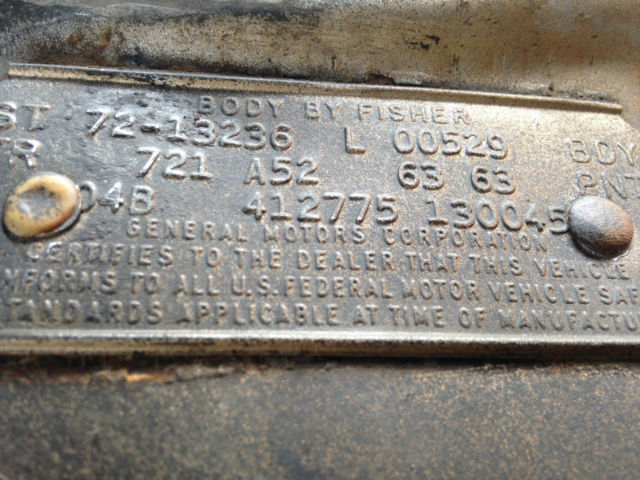 BODY BY FISHER
ST 72-13236 L 00529 BDY
TR 721 A52 63 63 PNT
04B 412775 130045
GENERAL MOTORS CORPORATION
CERTIFIES TO THE DEALER THAT THIS VEHICLE
NFORMS TO ALL U.S. FEDERAL MOTOR VEHICLE SAF
TANDARDS APPLICABLE AT TIME OF MANUFACTU